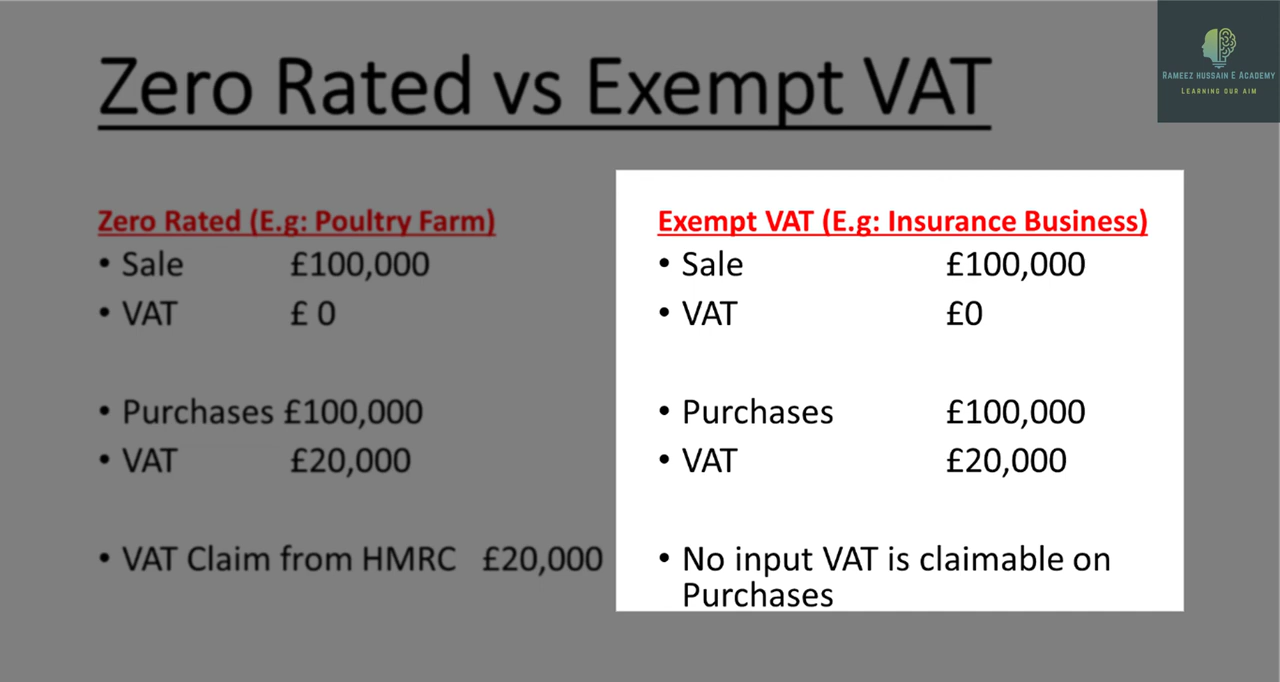 RAMEEZ HUSSAIN E ACADEMY
LEARNING OUR AIM
Zero Rated vs Exempt VAT
Zero Rated (E.g: Poultry Farm)
• Sale £100,000
• VAT £ 0
• Purchases £100,000
• VAT £20,000
• VAT Claim from HMRC £20,000
Exempt VAT (E.g: Insurance Business)
• Sale £100,000
• VAT £0
• Purchases £100,000
• VAT £20,000
• No input VAT is claimable on
Purchases